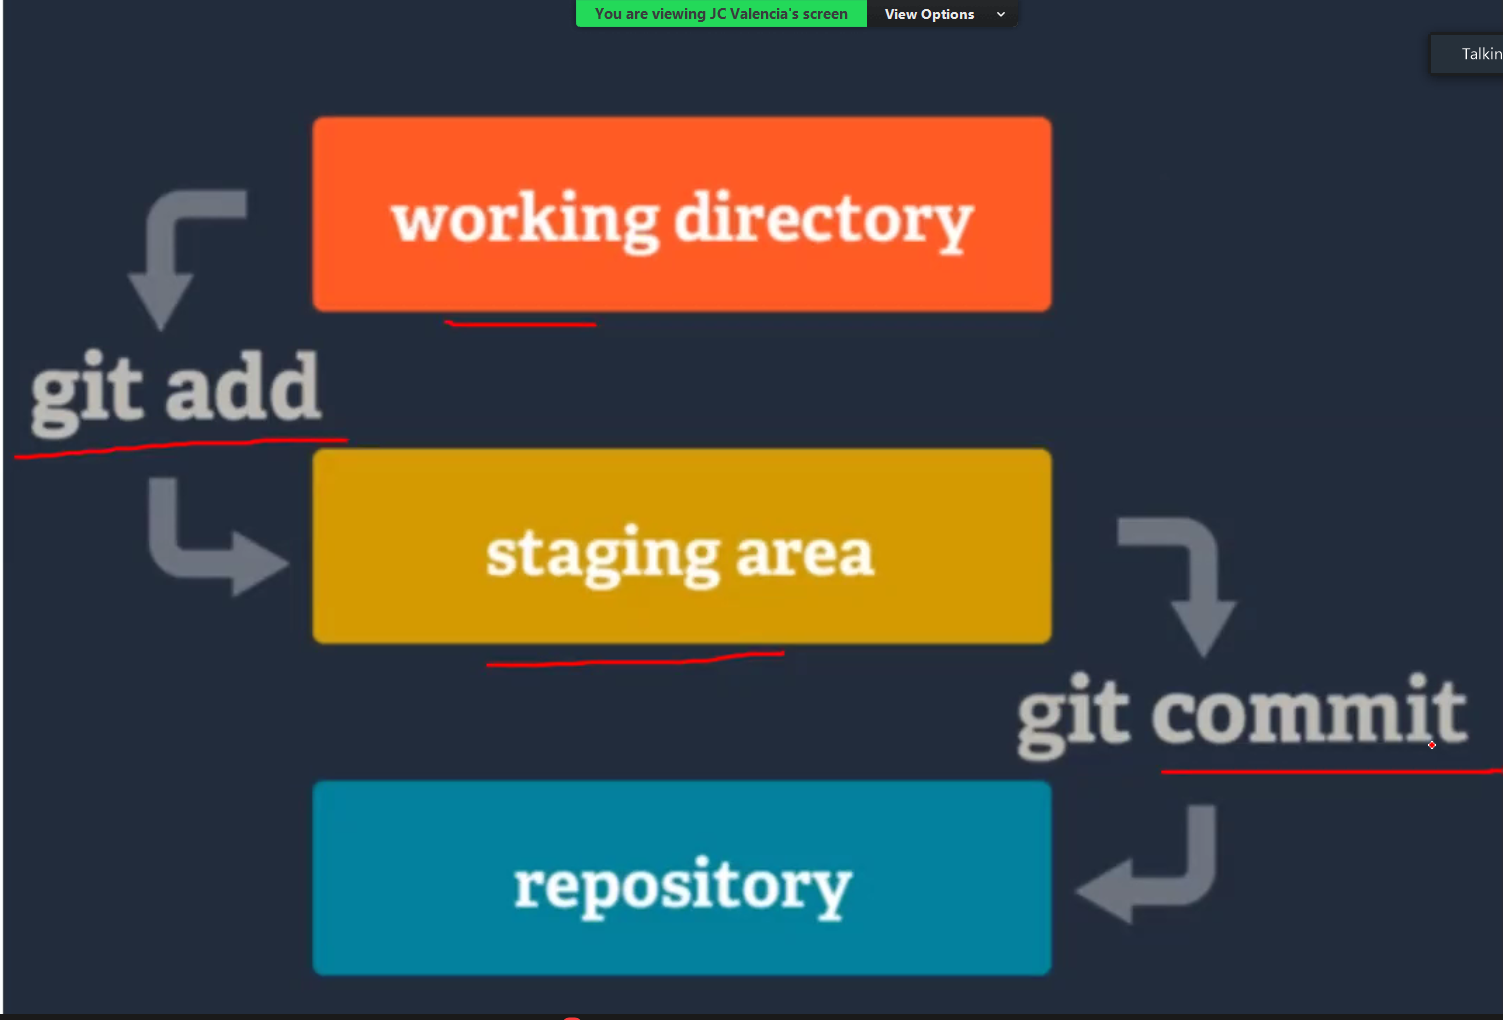 You are viewing JC Valencia's screen View Options
Talkin
working directory
git add
staging area
git commit
repository